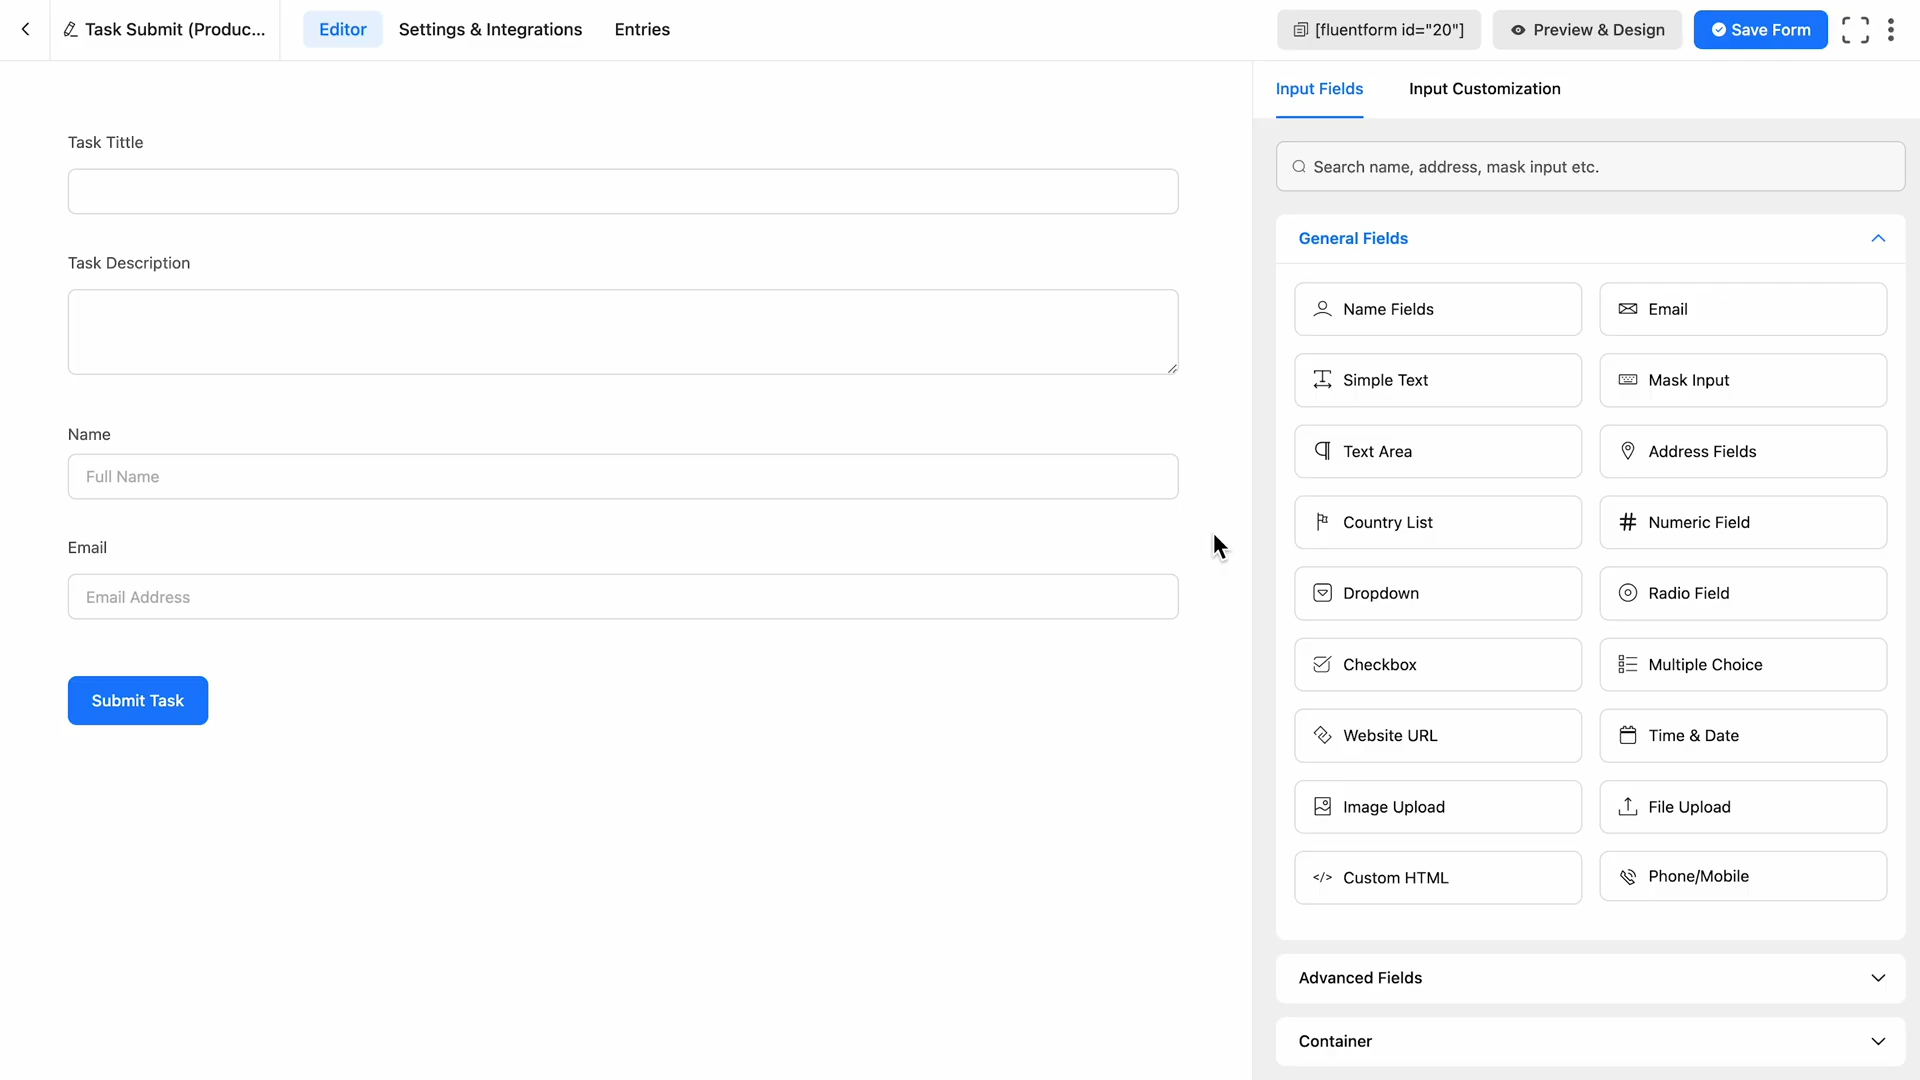 Task Submit (Produc...
Editor
Settings & Integrations
Entries
[fluentform id="20"]
Preview & Design
Save Form
Task Tittle
Task Description
Name
Full Name
Email
Email Address
Submit Task
Input Fields
Input Customization
Search name, address, mask input etc.
General Fields
Name Fields
Email
Simple Text
Mask Input
Text Area
Address Fields
Country List
Numeric Field
Dropdown
Radio Field
Checkbox
Multiple Choice
Website URL
Time & Date
Image Upload
File Upload
Custom HTML
Phone/Mobile
Advanced Fields
Container